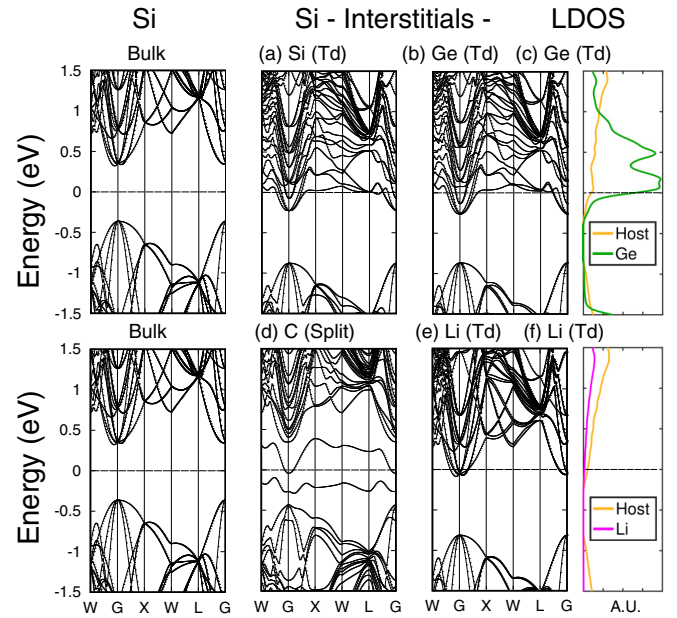 Si
Si - Interstitials -
LDOS
Bulk
(a) Si (Td)
(b) Ge (Td)
(c) Ge (Td)
Energy (eV)
1.5
1
0.5
0
-0.5
-1
-1.5
Host
Ge
Bulk
(d) C (Split)
(e) Li (Td)
(f) Li (Td)
Energy (eV)
1.5
1
0.5
0
-0.5
-1
-1.5
Host
Li
W G X W L G
W G X W L G
W G X W L G
A.U.